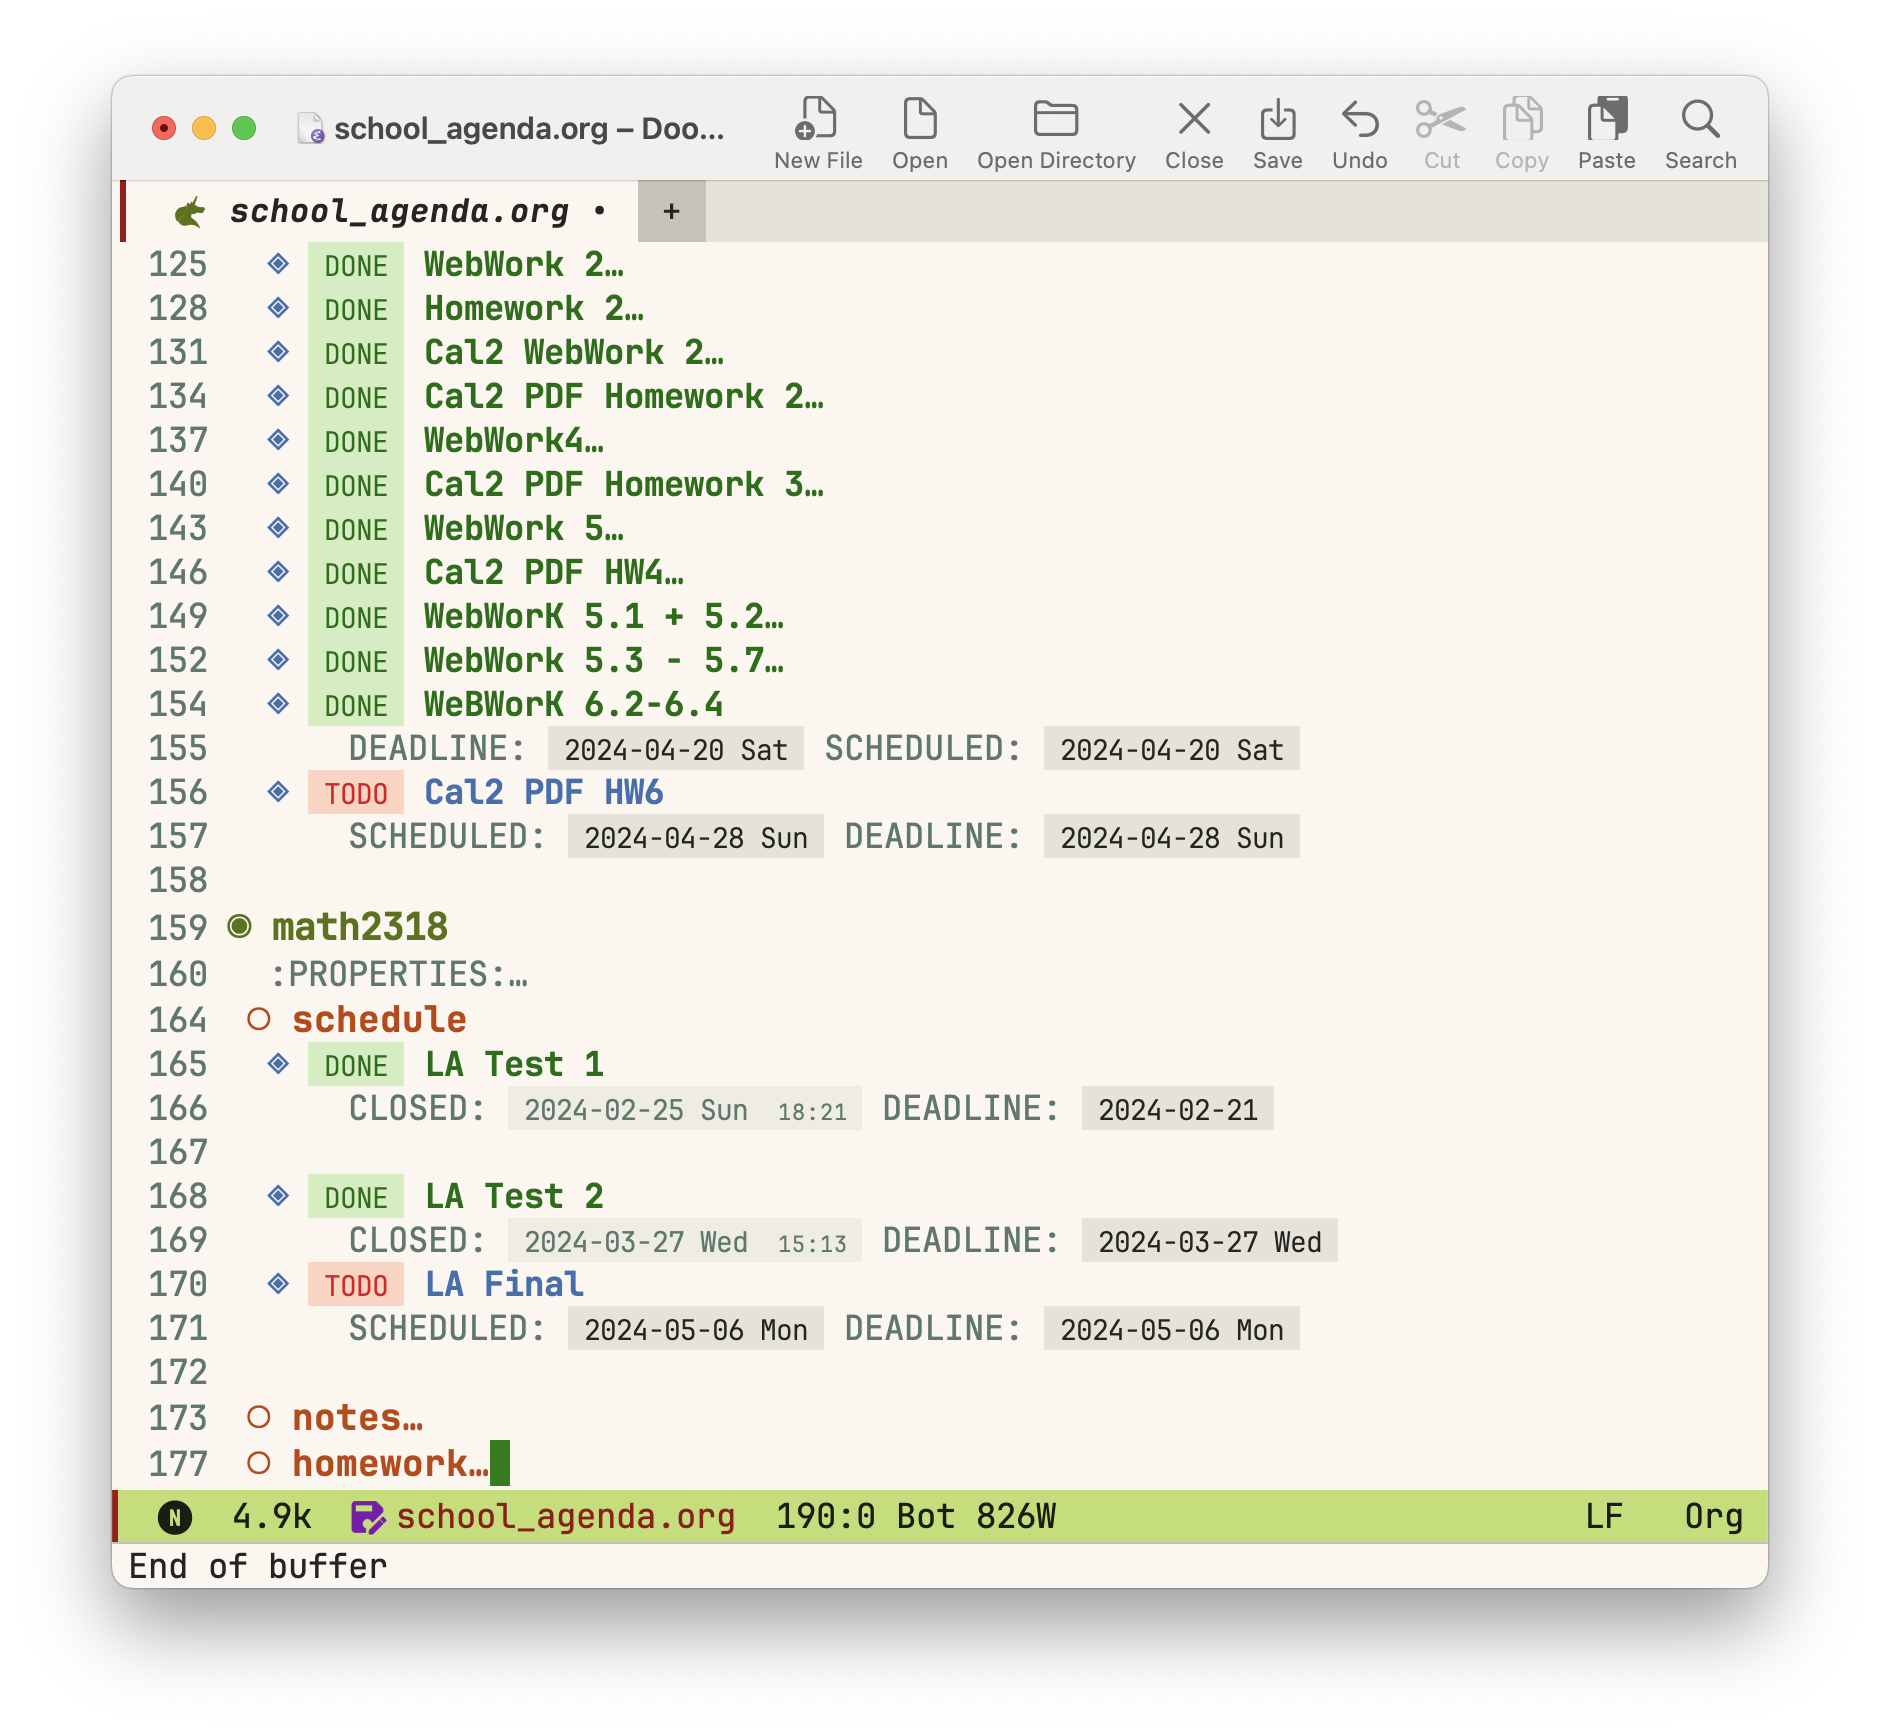 school_agenda.org – Doo...
New File Open Open Directory Close Save Undo Cut Copy Paste Search
school_agenda.org • +
125 DONE WebWork 2…
128 DONE Homework 2…
131 DONE Cal2 WebWork 2…
134 DONE Cal2 PDF Homework 2…
137 DONE WebWork4…
140 DONE Cal2 PDF Homework 3…
143 DONE WebWork 5…
146 DONE Cal2 PDF HW4…
149 DONE WebWorK 5.1 + 5.2…
152 DONE WebWork 5.3 - 5.7…
154 DONE WeBWorK 6.2-6.4
155 DEADLINE: 2024-04-20 Sat SCHEDULED: 2024-04-20 Sat
156 TODO Cal2 PDF HW6
157 SCHEDULED: 2024-04-28 Sun DEADLINE: 2024-04-28 Sun
158
159 math2318
160 :PROPERTIES:…
164 schedule
165 DONE LA Test 1
166 CLOSED: 2024-02-25 Sun 18:21 DEADLINE: 2024-02-21
167
168 DONE LA Test 2
169 CLOSED: 2024-03-27 Wed 15:13 DEADLINE: 2024-03-27 Wed
170 TODO LA Final
171 SCHEDULED: 2024-05-06 Mon DEADLINE: 2024-05-06 Mon
172
173 notes…
177 homework…
N 4.9k school_agenda.org 190:0 Bot 826W LF Org
End of buffer